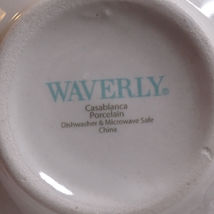 WAVERLY®
Casablanca
Porcelain
Dishwasher & Microwave Safe
China